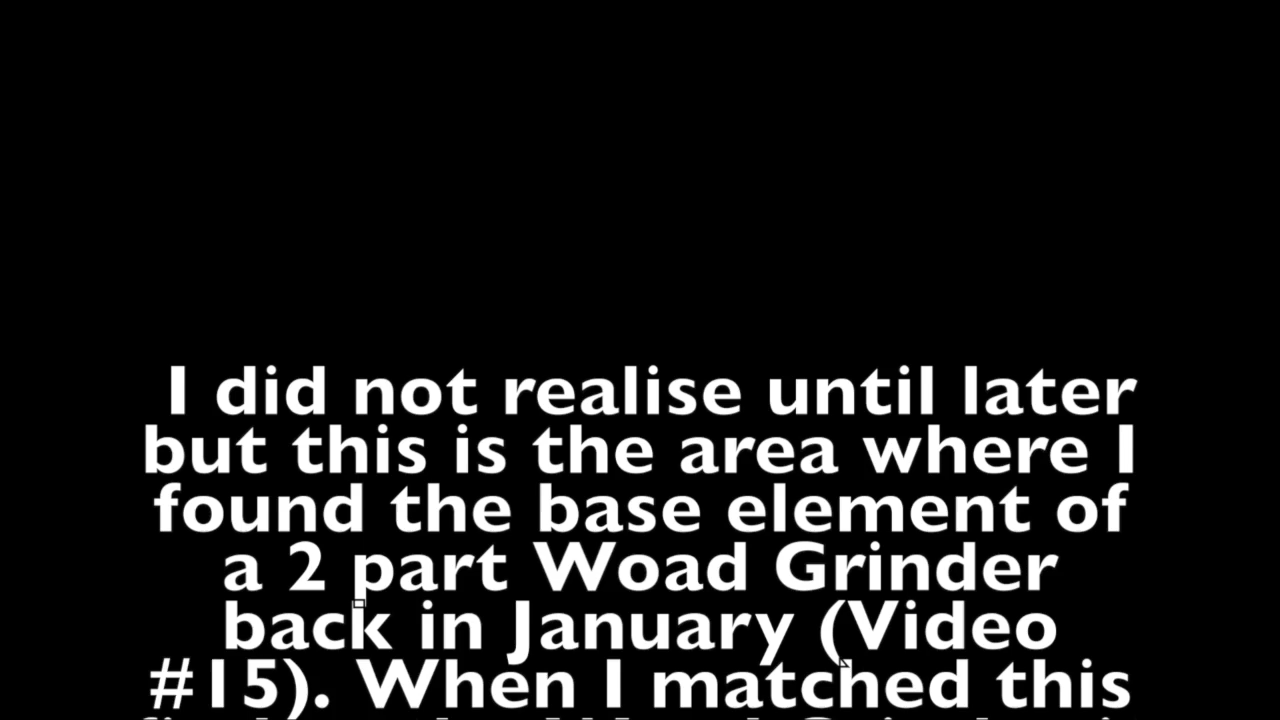 I did not realise until later
but this is the area where I
found the base element of
a 2 part Woad Grinder
back in January (Video
#15). When I matched this